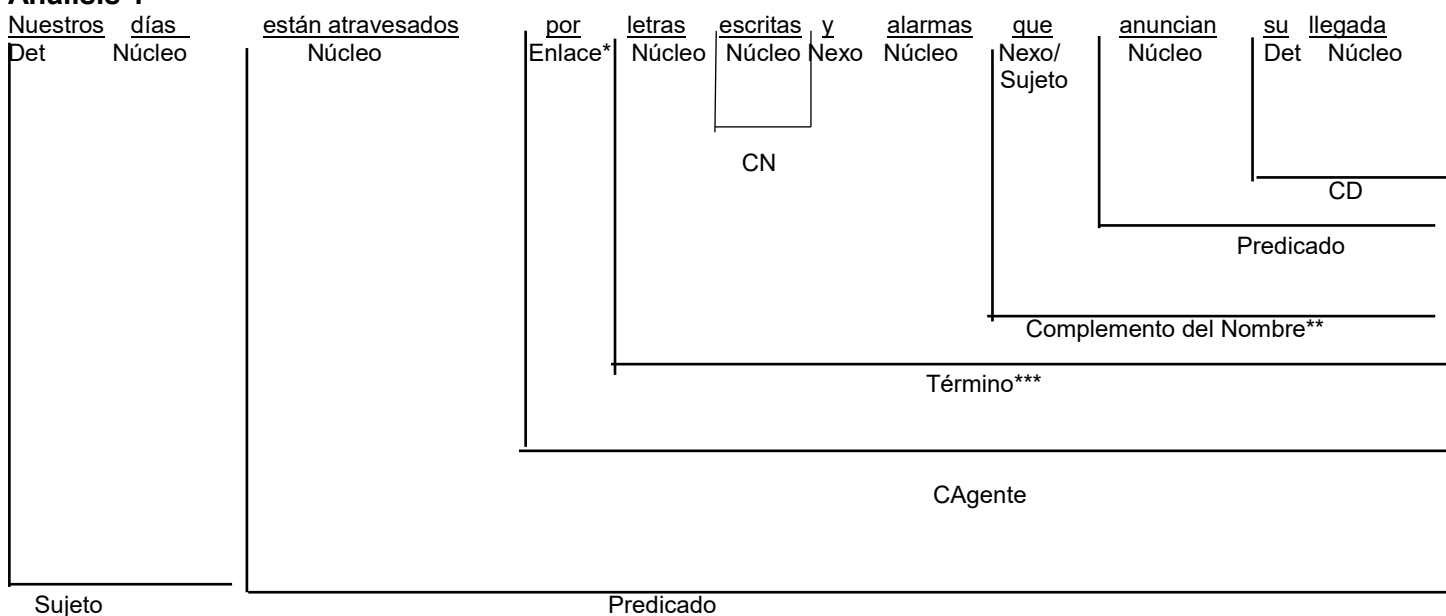 Análisis 1
Nuestros días están atravesados por letras escritas y alarmas que anuncian su llegada
Det Núcleo Núcleo Enlace* Núcleo Núcleo Nexo Núcleo Nexo/ Núcleo Det Núcleo
Sujeto
CN
CD
Predicado
Complemento del Nombre**
Término***
CAgente
Sujeto Predicado